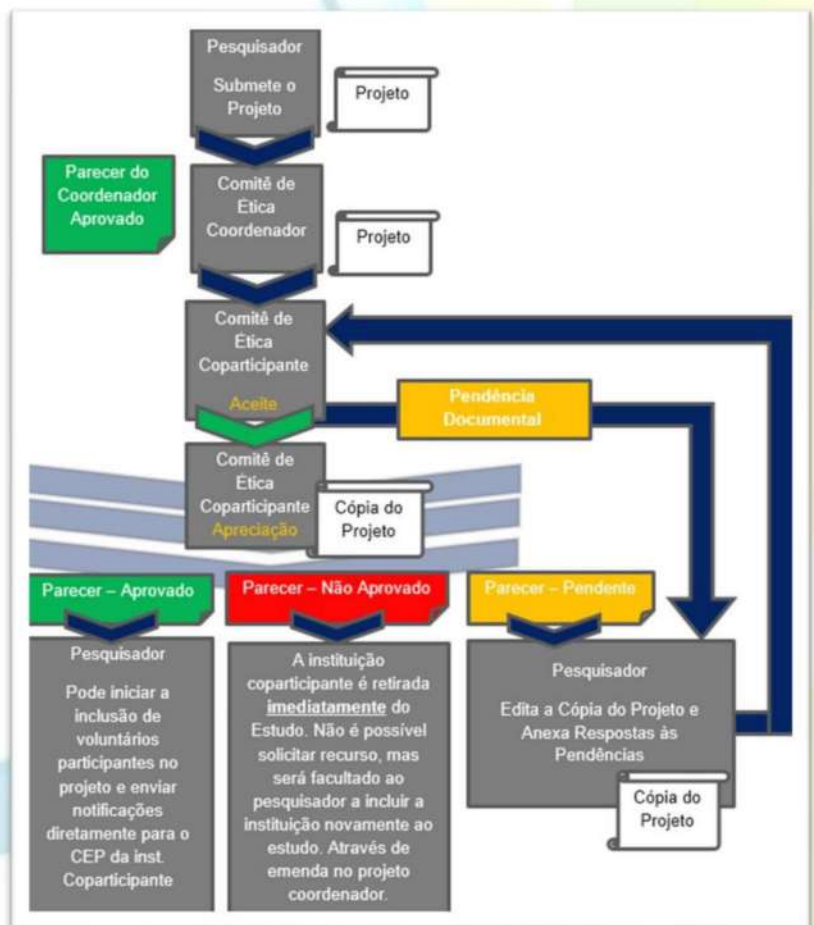 Pesquisador
Submete o
Projeto
Projeto
Parecer do
Coordenador
Aprovado
Comitê de
Ética
Coordenador
Projeto
Comitê de
Ética
Coparticipante
Aceite
Pendência
Documental
Comitê de
Ética
Coparticipante
Apreciação
Cópia do
Projeto
Parecer – Aprovado
Pesquisador
Pode iniciar a
inclusão de
voluntários
participantes no
projeto e enviar
notificações
diretamente para o
CEP da inst.
Coparticipante
Parecer – Não Aprovado
A instituição
coparticipante é retirada
imediatamente do
Estudo. Não é possível
solicitar recurso, mas
será facultado ao
pesquisador a incluir a
instituição novamente ao
estudo. Através de
emenda no projeto
coordenador.
Parecer – Pendente
Pesquisador
Edita a Cópia do Projeto e
Anexa Respostas às
Pendências
Cópia do
Projeto